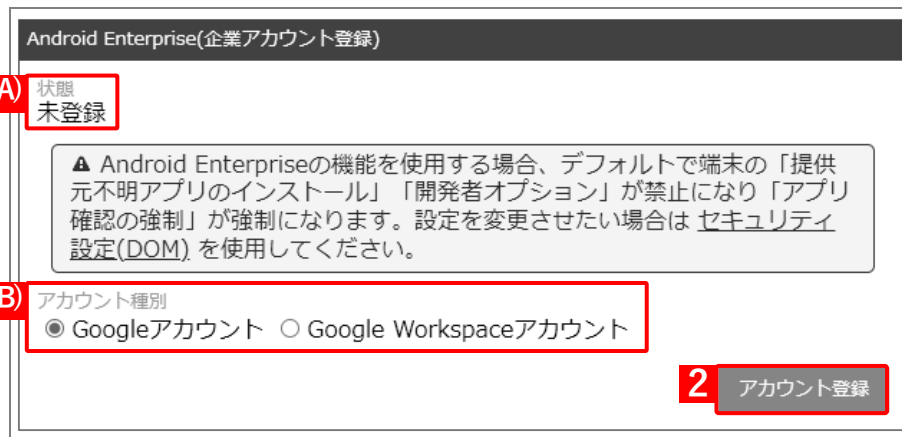 Android Enterprise(企業アカウント登録)
A)
状態
未登録
▲ Android Enterpriseの機能を使用する場合、デフォルトで端末の「提供
元不明アプリのインストール」「開発者オプション」が禁止になり「アプリ
確認の強制」が強制になります。設定を変更させたい場合は セキュリティ
設定(DOM) を使用してください。
B)
アカウント種別
Googleアカウント Google Workspaceアカウント
2 アカウント登録